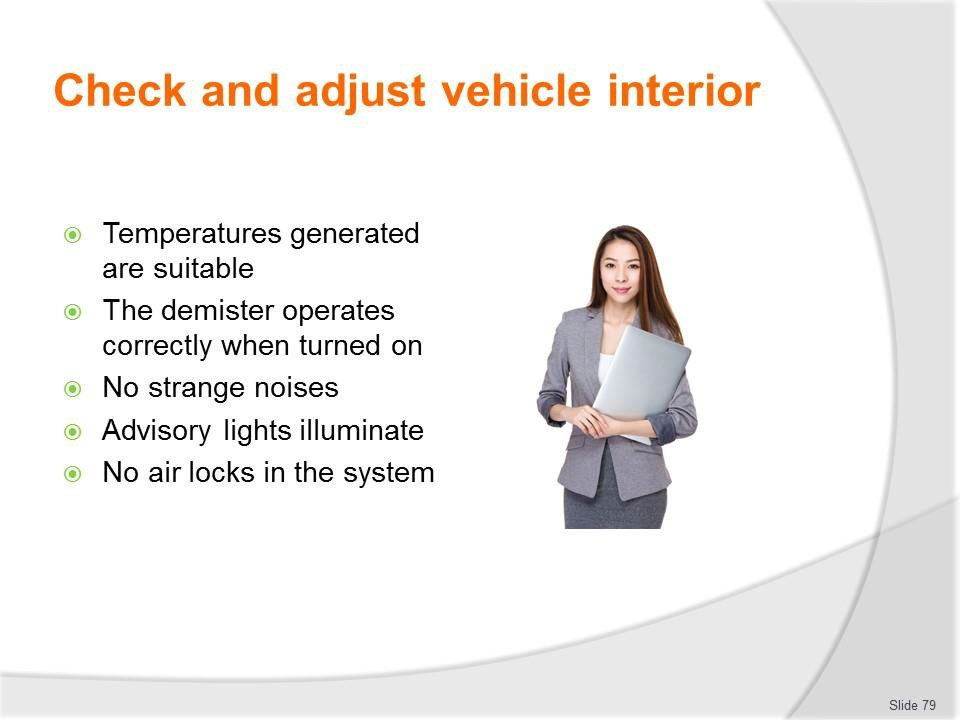 Check and adjust vehicle interior
Temperatures generated
are suitable
The demister operates
correctly when turned on
No strange noises
Advisory lights illuminate
No air locks in the system
Slide 79